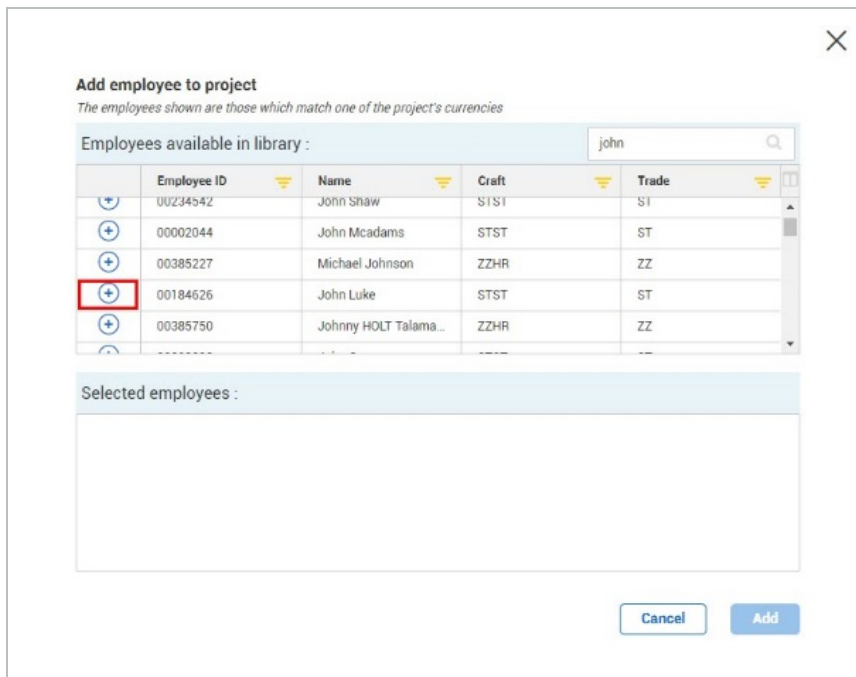 Add employee to project
The employees shown are those which match one of the project's currencies
Employees available in library :
john
Employee ID Name Craft Trade
00234542 John Shaw STST ST
00002044 John Mcadams STST ST
00385227 Michael Johnson ZZHR ZZ
00184626 John Luke STST ST
00385750 Johnny HOLT Talama... ZZHR ZZ
Selected employees :
Cancel Add